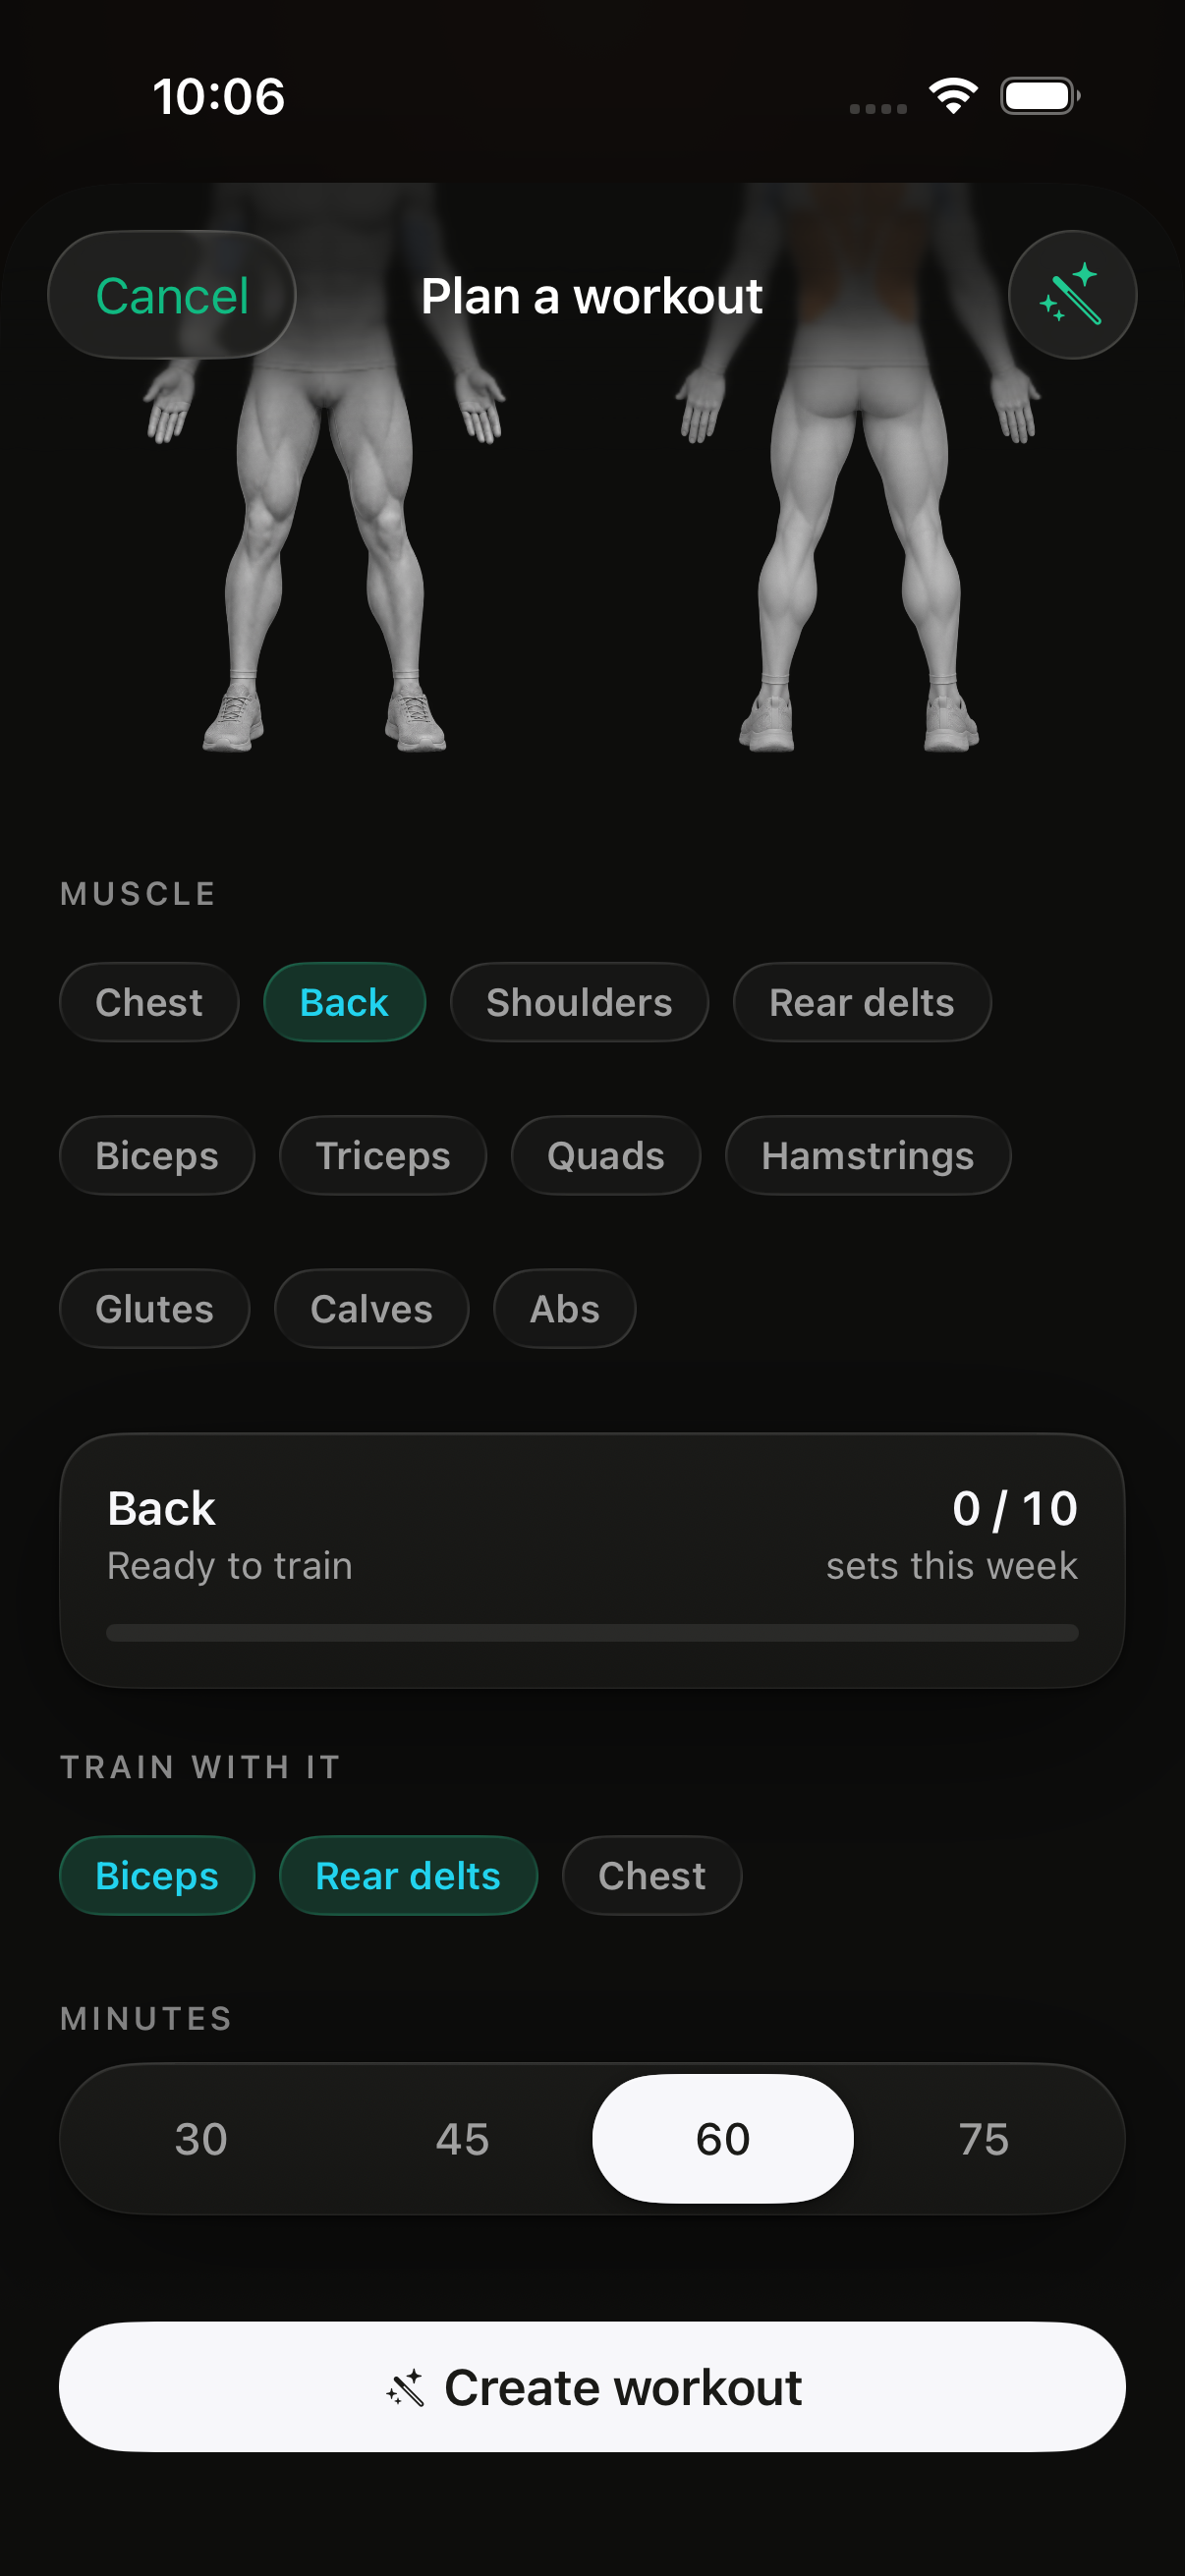 10:06
Cancel Plan a workout
MUSCLE
Chest Back Shoulders Rear delts
Biceps Triceps Quads Hamstrings
Glutes Calves Abs
Back 0 / 10
Ready to train sets this week
TRAIN WITH IT
Biceps Rear delts Chest
MINUTES
30 45 60 75
Create workout